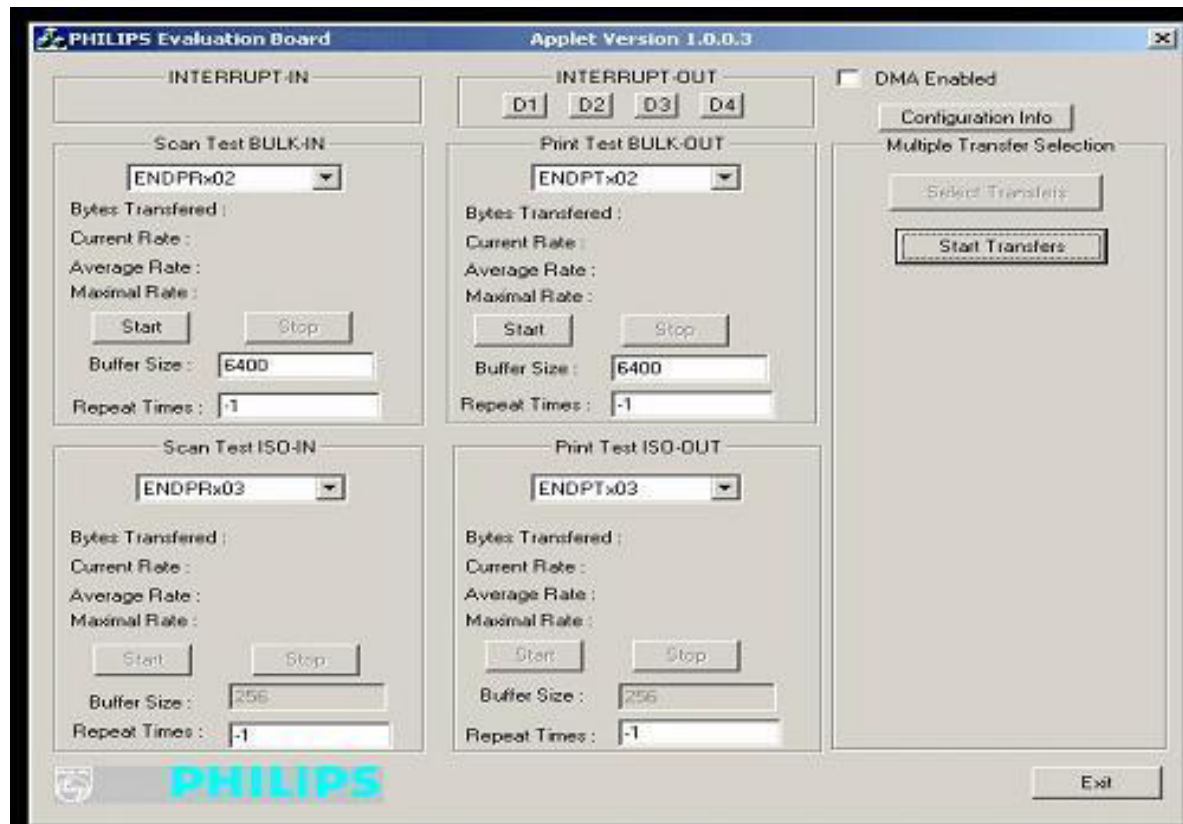 PHILIPS Evaluation Board Applet Version 1.0.0.3
INTERRUPT-IN
INTERRUPT-OUT
D1 D2 D3 D4
DMA Enabled
Configuration Info
Scan Test BULK-IN
ENDPRx02
Bytes Transfered :
Current Rate :
Average Rate :
Maximal Rate :
Start Stop
Buffer Size : 6400
Repeat Times : -1
Print Test BULK-OUT
ENDPTx02
Bytes Transfered :
Current Rate :
Average Rate :
Maximal Rate :
Start Stop
Buffer Size : 6400
Repeat Times : -1
Multiple Transfer Selection
Select Transfers
Start Transfers
Scan Test ISO-IN
ENDPRx03
Bytes Transfered :
Current Rate :
Average Rate :
Maximal Rate :
Start Stop
Buffer Size : 256
Repeat Times : -1
Print Test ISO-OUT
ENDPTx03
Bytes Transfered :
Current Rate :
Average Rate :
Maximal Rate :
Start Stop
Buffer Size : 256
Repeat Times : -1
PHILIPS
Exit